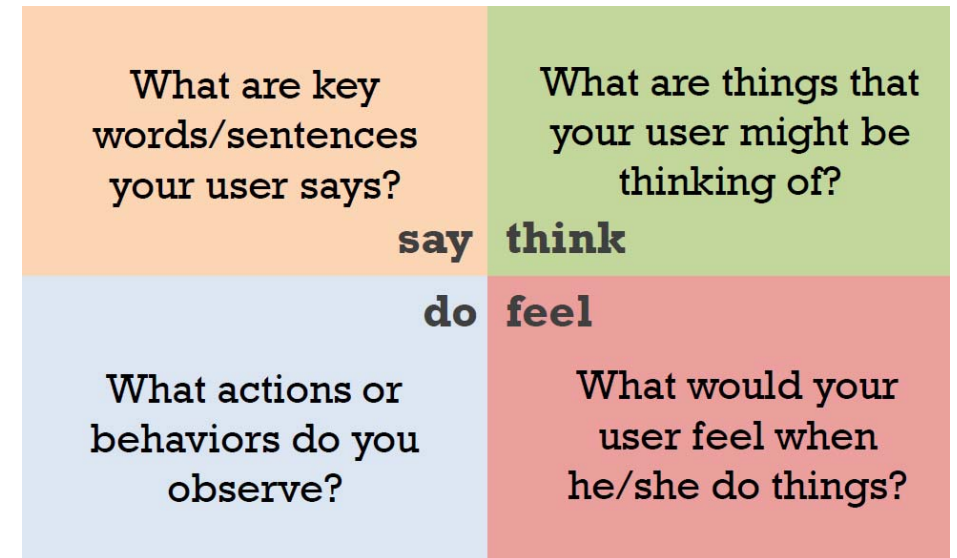 What are key
words/sentences
your user says?
say
What are things that
your user might be
thinking of?
think
do
What actions or
behaviors do you
observe?
feel
What would your
user feel when
he/she do things?